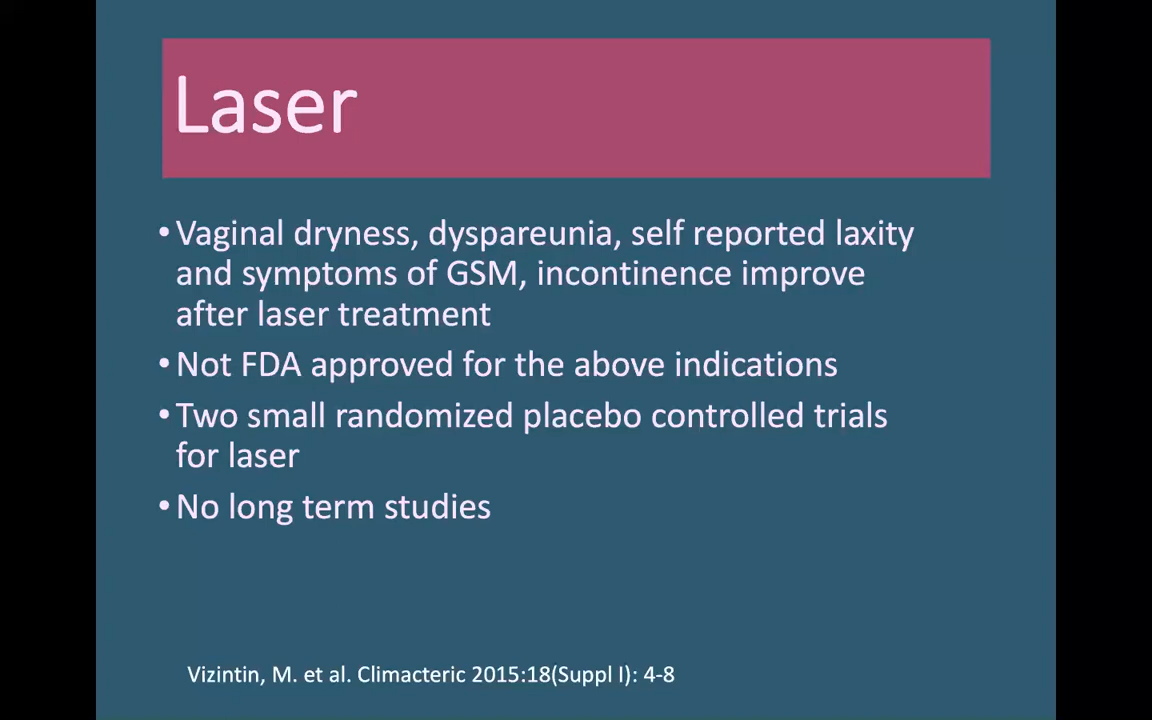 Laser
• Vaginal dryness, dyspareunia, self reported laxity
and symptoms of GSM, incontinence improve
after laser treatment
• Not FDA approved for the above indications
• Two small randomized placebo controlled trials
for laser
• No long term studies
Vizintin, M. et al. Climacteric 2015:18(Suppl I): 4-8